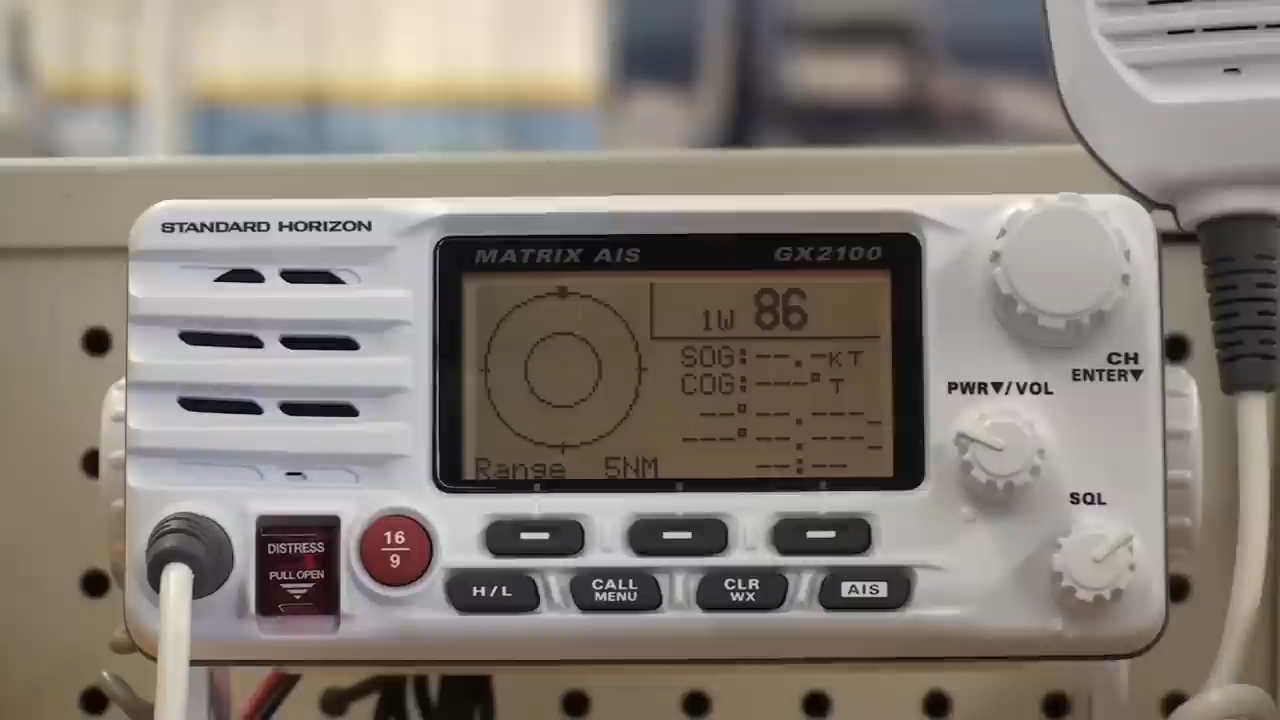 STANDARD HORIZON
MATRIX AIS GX2100
1W 86
SOG:--.-KT
COG:---°T
--°--.---
---°--.---
Range 5NM --:--
CH
ENTER▼
PWR▼/VOL
SQL
DISTRESS
PULL OPEN
16
9
H/L
CALL
MENU
CLR
WX
AIS